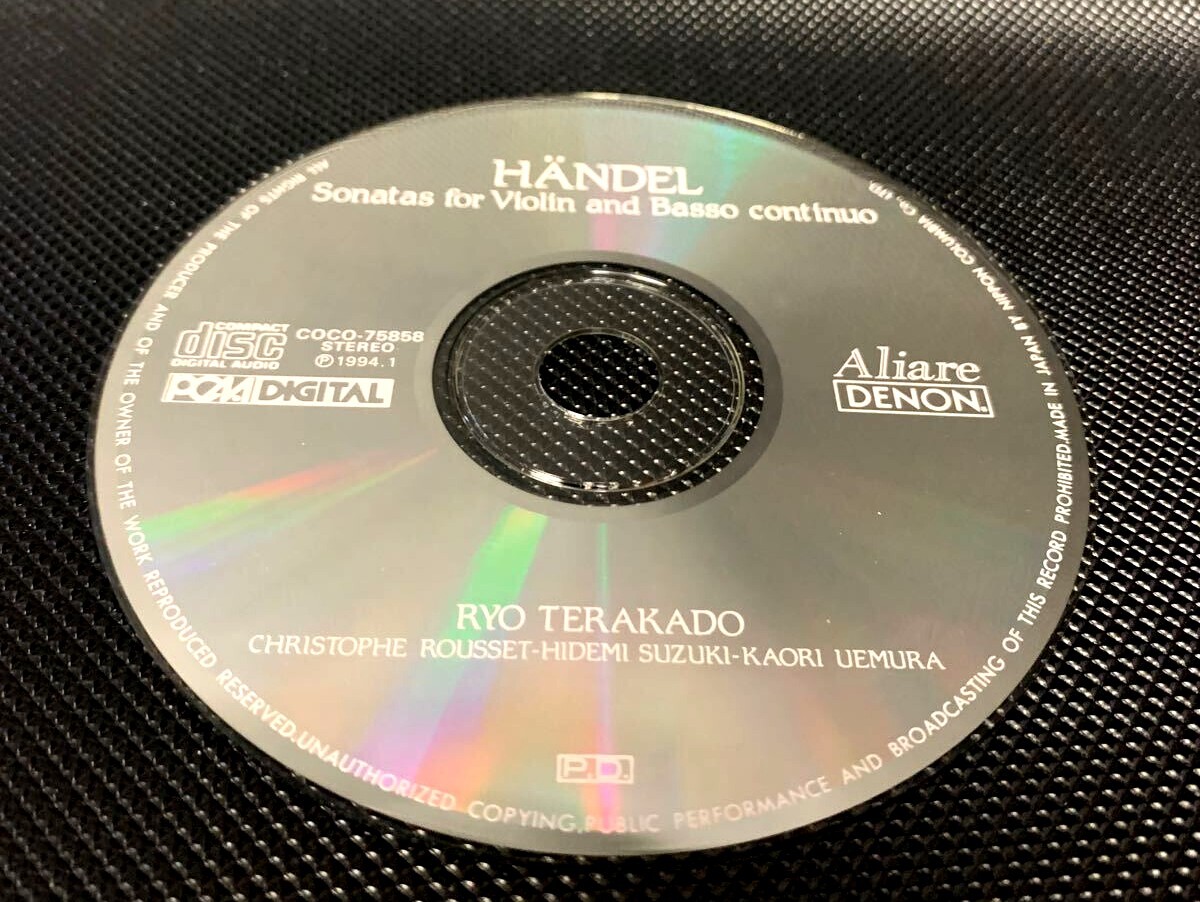 HÄNDEL
Sonatas for Violin and Basso continuo
COMPACT
disc
DIGITAL AUDIO
COCO-75858
STEREO
Ⓟ1994.1
PCM DIGITAL
Aliare
DENON.
RYO TERAKADO
CHRISTOPHE ROUSSET-HIDEMI SUZUKI-KAORI UEMURA
P.D.
ALL RIGHTS OF THE PRODUCER AND OF THE OWNER OF THE WORK REPRODUCED RESERVED.UNAUTHORIZED COPYING,PUBLIC PERFORMANCE AND BROADCASTING OF THIS RECORD PROHIBITED.MADE IN JAPAN BY NIPPON COLUMBIA CO., LTD.